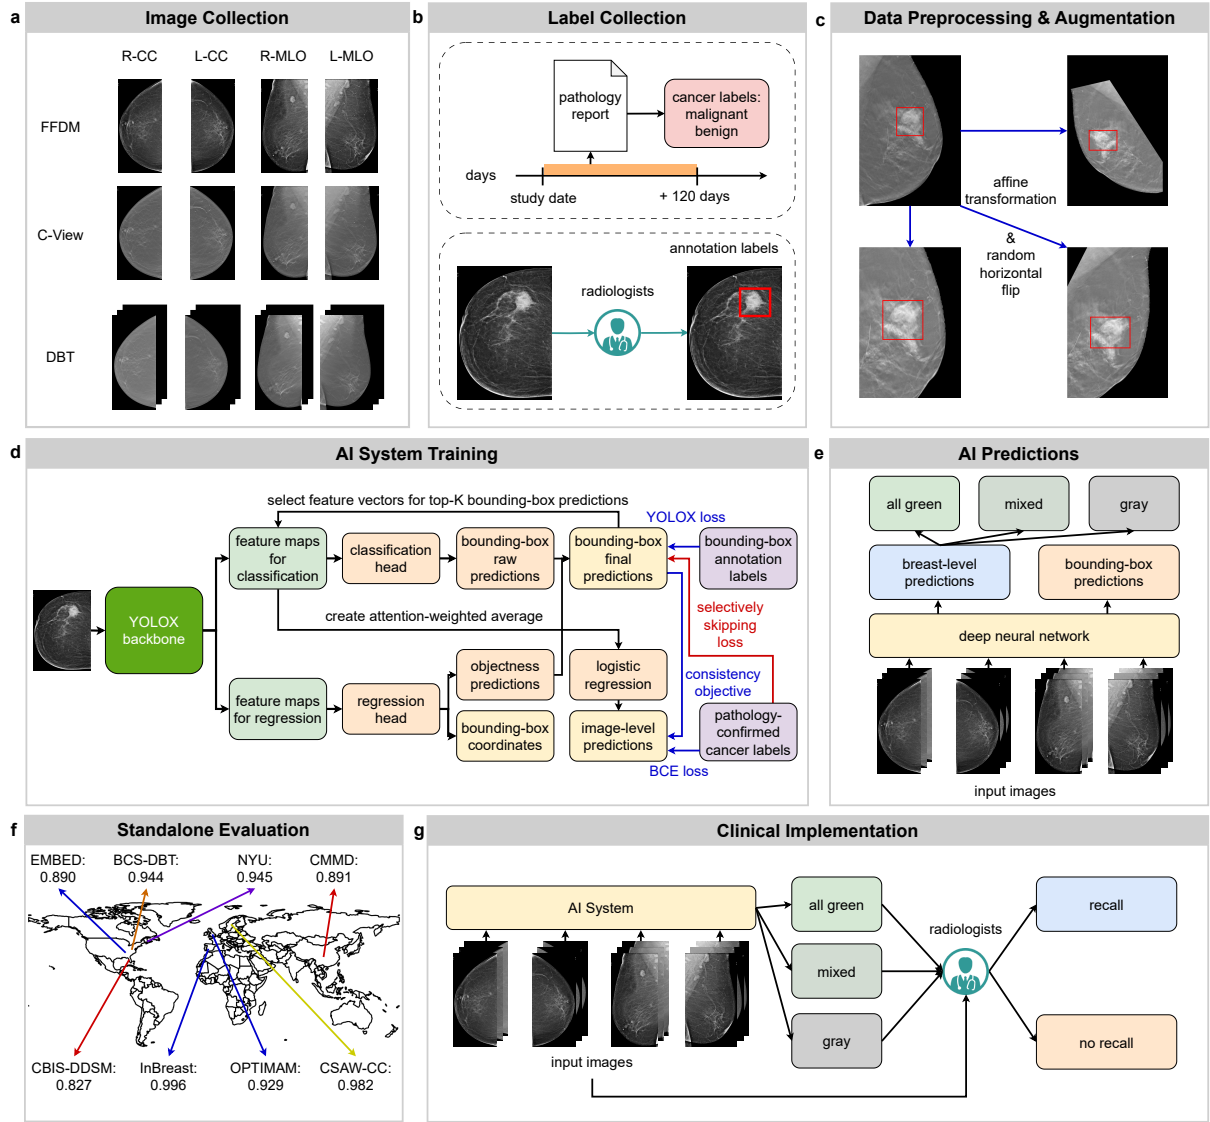 a
Image Collection
R-CC
L-CC
R-MLO
L-MLO
FFDM
C-View
DBT
b
Label Collection
pathology
report
cancer labels:
malignant
benign
days
study date
+ 120 days
annotation labels
radiologists
c
Data Preprocessing & Augmentation
affine
transformation
&
random
horizontal
flip
d
AI System Training
select feature vectors for top-K bounding-box predictions
YOLOX loss
feature maps
for
classification
classification
head
bounding-box
raw
predictions
bounding-box
final
predictions
bounding-box
annotation
labels
YOLOX
backbone
create attention-weighted average
selectively
skipping
loss
objectness
predictions
logistic
regression
consistency
objective
feature maps
for regression
regression
head
bounding-box
coordinates
image-level
predictions
pathology-
confirmed
cancer labels
BCE loss
e
AI Predictions
all green
mixed
gray
breast-level
predictions
bounding-box
predictions
deep neural network
input images
f
Standalone Evaluation
EMBED:
0.890
BCS-DBT:
0.944
NYU:
0.945
CMMD:
0.891
CBIS-DDSM:
0.827
InBreast:
0.996
OPTIMAM:
0.929
CSAW-CC:
0.982
g
Clinical Implementation
AI System
all green
mixed
gray
radiologists
recall
no recall
input images